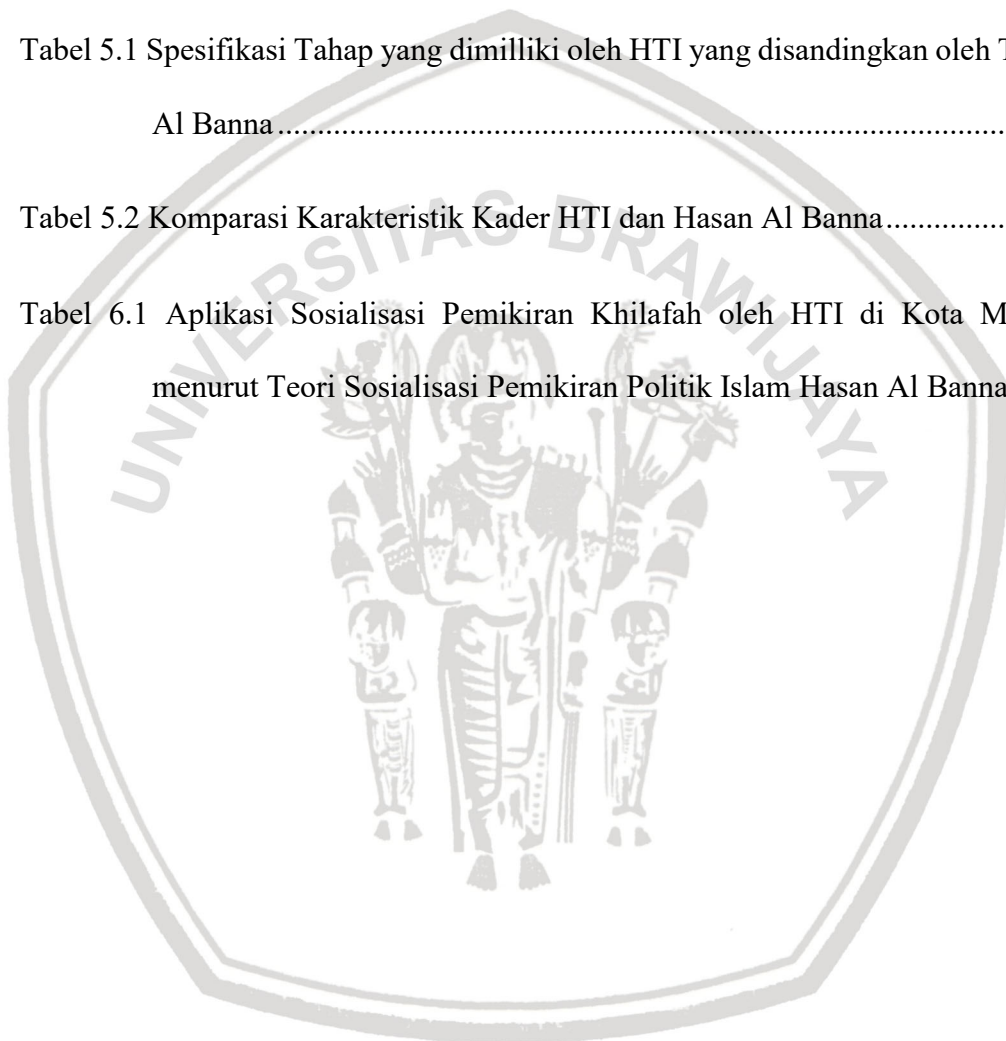 Tabel 5.1 Spesifikasi Tahap yang dimilliki oleh HTI yang disandingkan oleh
Al Banna........................................................................................
Tabel 5.2 Komparasi Karakteristik Kader HTI dan Hasan Al Banna................
Tabel 6.1 Aplikasi Sosialisasi Pemikiran Khilafah oleh HTI di Kota
menurut Teori Sosialisasi Pemikiran Politik Islam Hasan Al Banna
UNIVERSITAS BRAWIJAYA